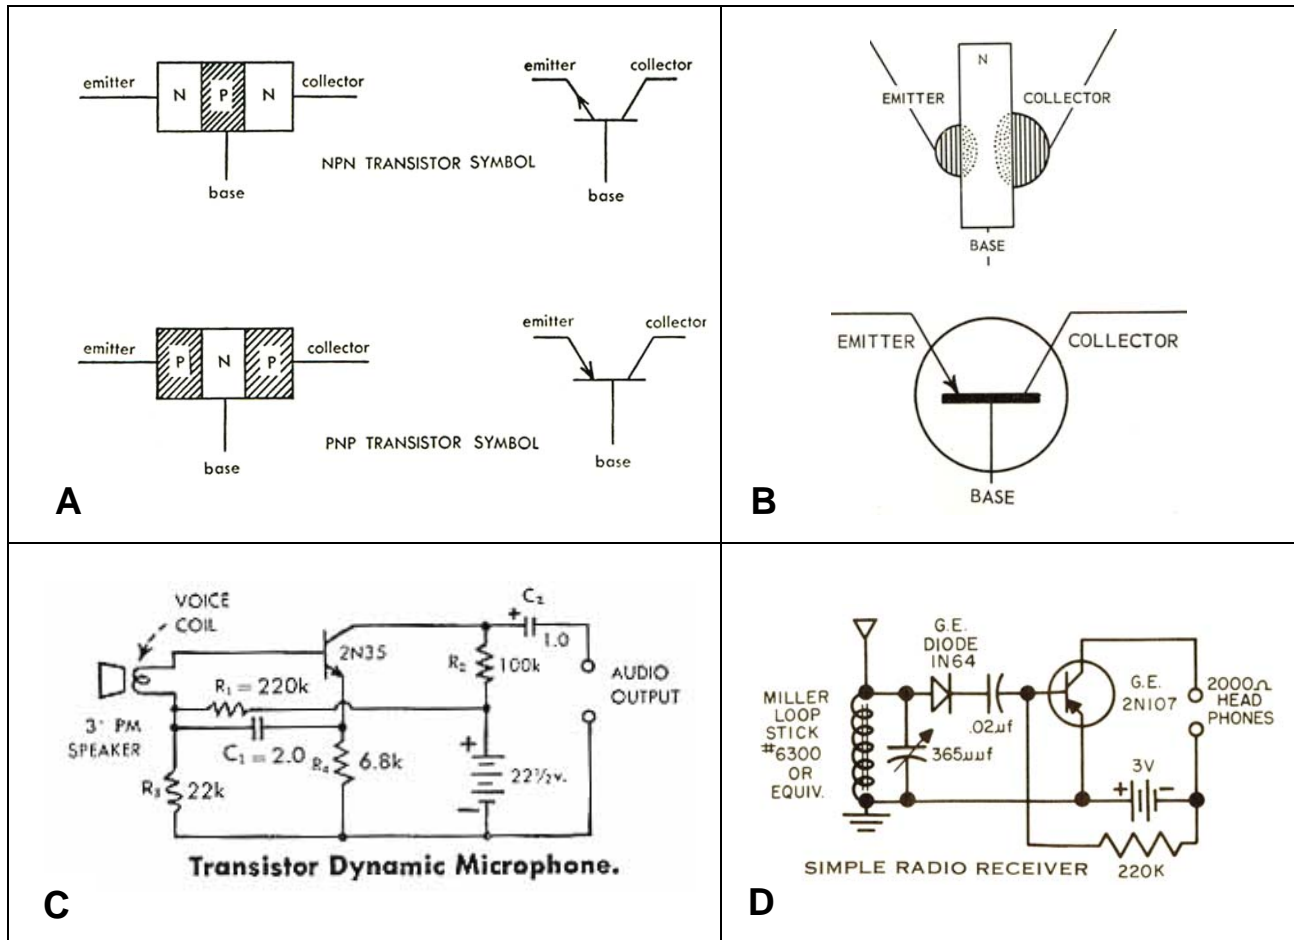 emitter
N P N
collector
base
NPN TRANSISTOR SYMBOL
emitter
collector
base
emitter
P N P
collector
base
PNP TRANSISTOR SYMBOL
emitter
collector
base
A
N
EMITTER
COLLECTOR
BASE
EMITTER
COLLECTOR
BASE
B
VOICE
COIL
2N35
+ C2
1.0
R2 100k
AUDIO
OUTPUT
R1 = 220k
3" PM
SPEAKER
C1 = 2.0
R4 6.8k
+
22½v.
−
R3 22k
Transistor Dynamic Microphone.
C
G.E.
DIODE
IN64
MILLER
LOOP
STICK
#6300
OR
EQUIV.
.02µf
365µµf
G.E.
2N107
2000Ω
HEAD
PHONES
3V
+ −
220K
SIMPLE RADIO RECEIVER
D